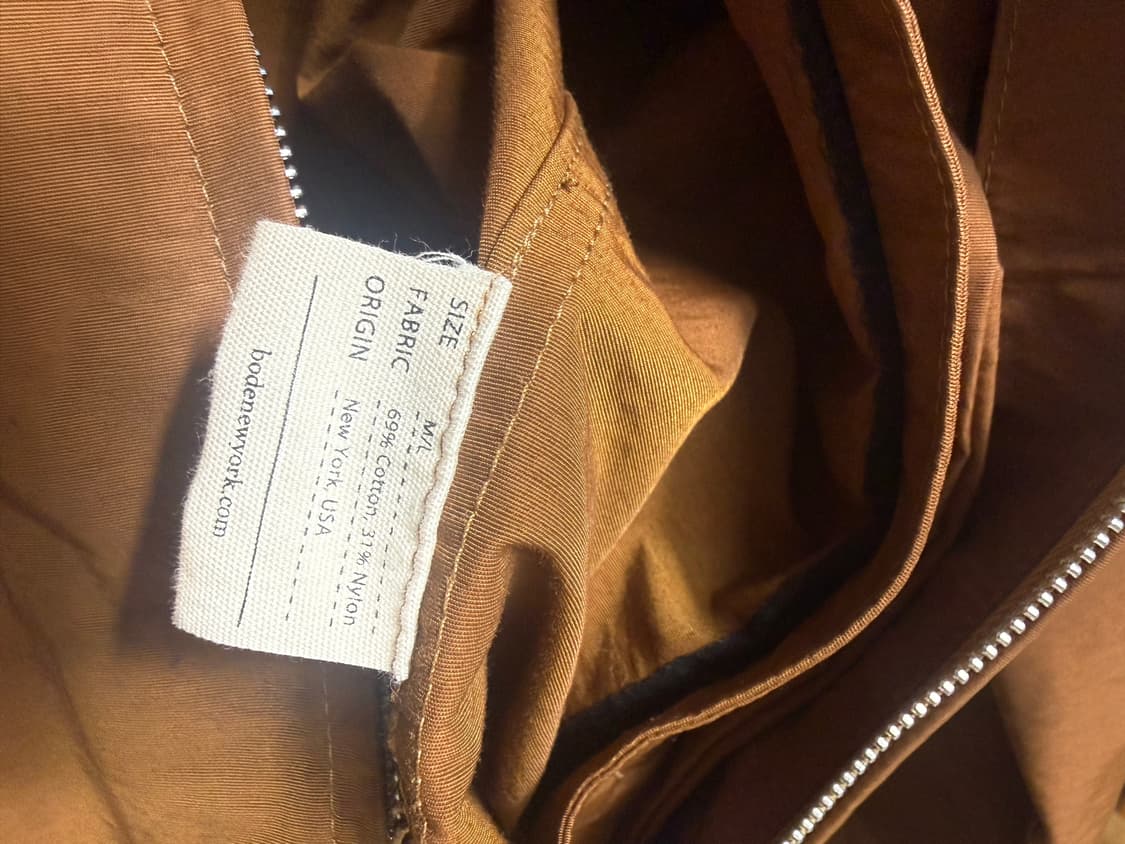 SIZE M/L
FABRIC 69% Cotton 31% Nylon
ORIGIN New York, USA
bodenewyork.com